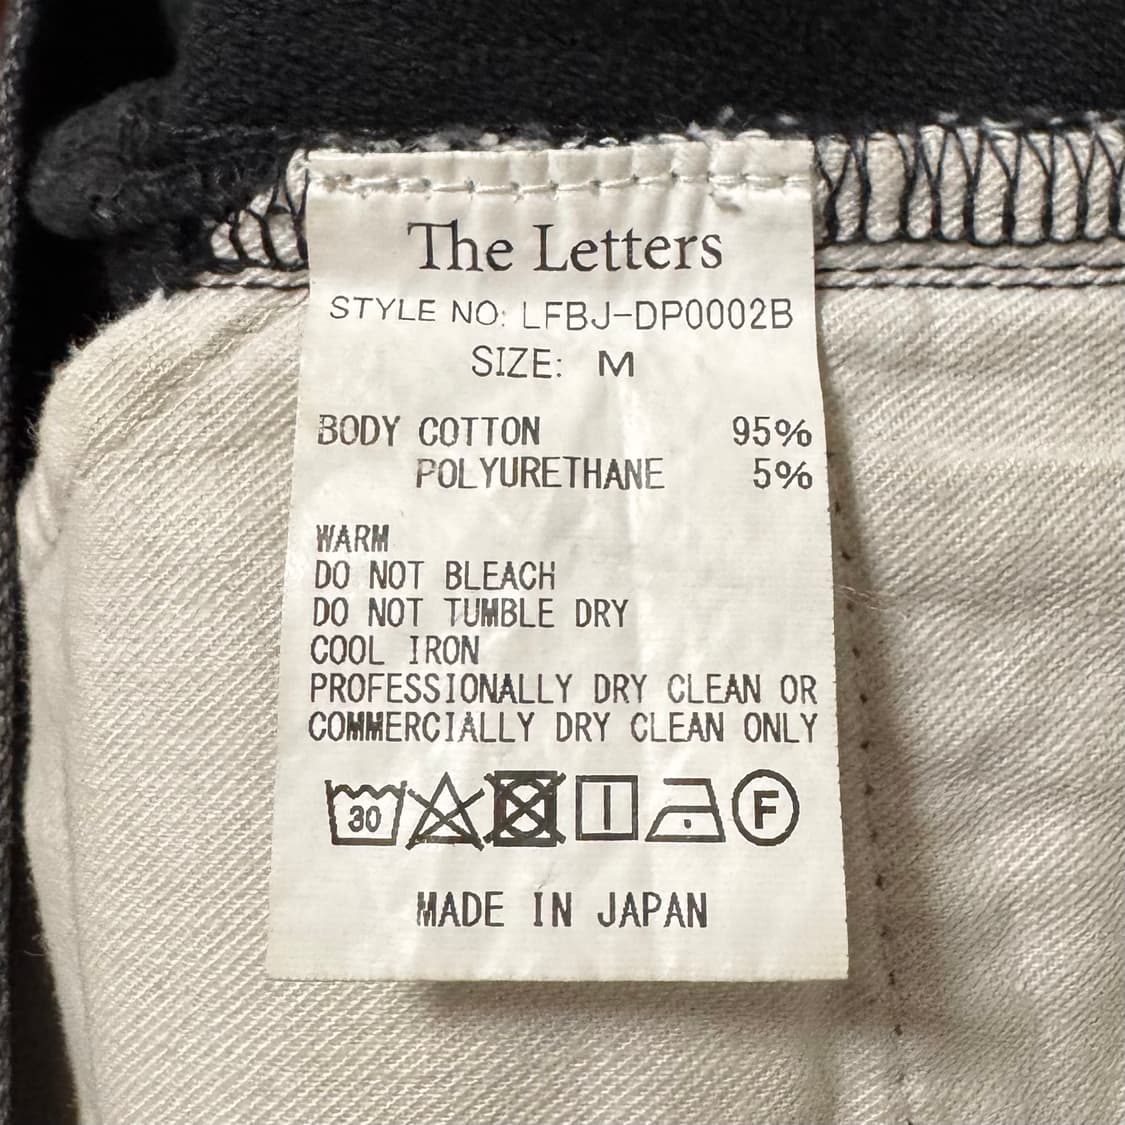 The Letters
STYLE NO: LFBJ-DP0002B
SIZE: M
BODY COTTON 95%
POLYURETHANE 5%
WARM
DO NOT BLEACH
DO NOT TUMBLE DRY
COOL IRON
PROFESSIONALLY DRY CLEAN OR
COMMERCIALLY DRY CLEAN ONLY
30 F
MADE IN JAPAN